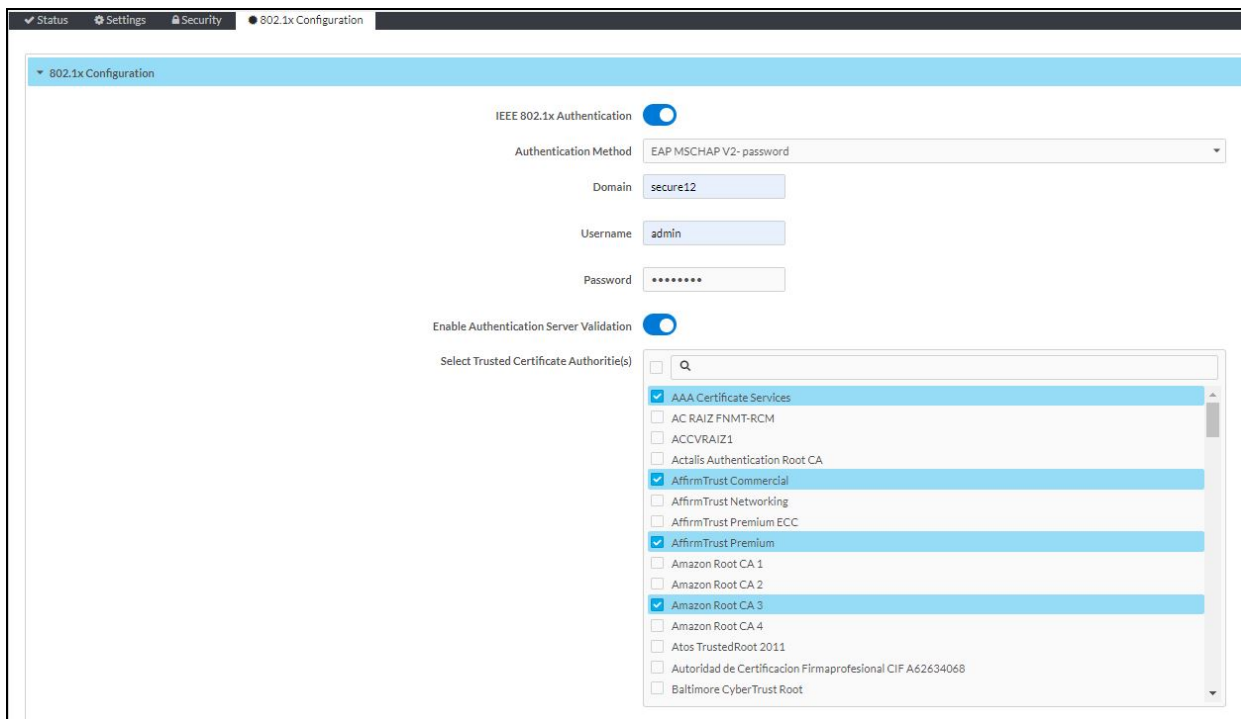 Status Settings Security 802.1x Configuration
802.1x Configuration
IEEE 802.1x Authentication
Authentication Method EAP MSCHAP V2- password
Domain secure12
Username admin
Password ••••••••
Enable Authentication Server Validation
Select Trusted Certificate Authoritie(s)
AAA Certificate Services
AC RAIZ FNMT-RCM
ACCVRAIZ1
Actalis Authentication Root CA
AffirmTrust Commercial
AffirmTrust Networking
AffirmTrust Premium ECC
AffirmTrust Premium
Amazon Root CA 1
Amazon Root CA 2
Amazon Root CA 3
Amazon Root CA 4
Atos TrustedRoot 2011
Autoridad de Certificacion Firmaprofesional CIF A62634068
Baltimore CyberTrust Root